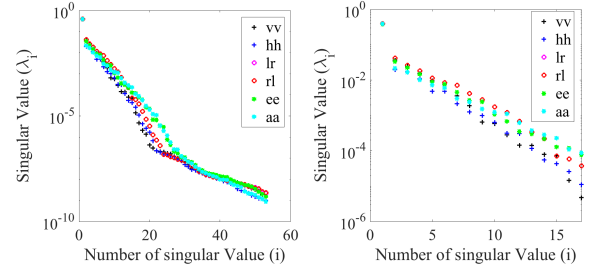 10^0
10^-5
10^-10
0
20
40
60
Singular Value (λ_i)
Number of singular Value (i)
vv
hh
lr
rl
ee
aa
10^0
10^-2
10^-4
10^-6
0
5
10
15
Singular Value (λ_i)
Number of singular Value (i)
vv
hh
lr
rl
ee
aa